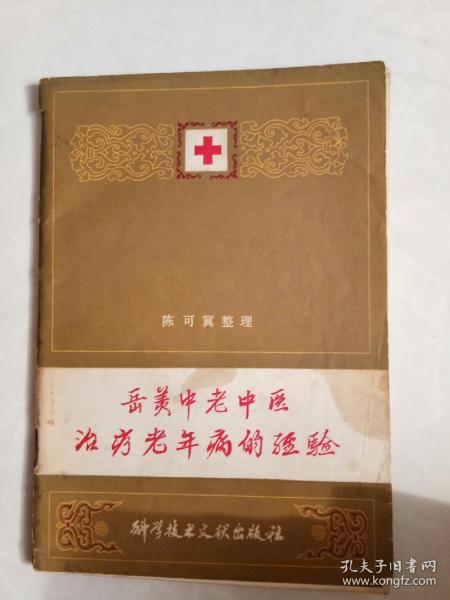 陈可冀整理
岳美中老中医
治疗老年病的经验
科学技术文献出版社
孔夫子旧书网
www.kongfz.com